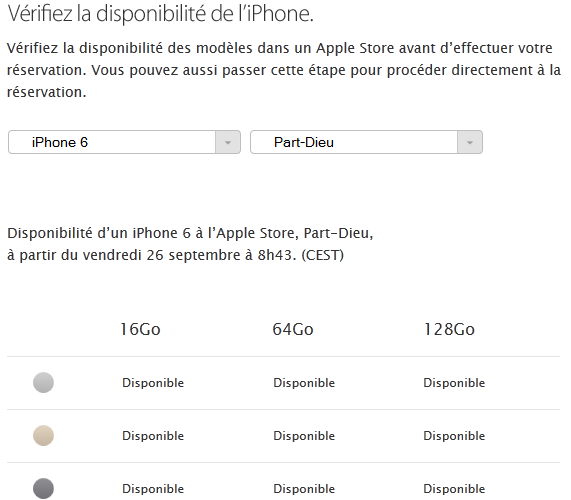 Vérifiez la disponibilité de l’iPhone.
Vérifiez la disponibilité des modèles dans un Apple Store avant d’effectuer votre
réservation. Vous pouvez aussi passer cette étape pour procéder directement à la
réservation.
iPhone 6 Part-Dieu
Disponibilité d’un iPhone 6 à l’Apple Store, Part-Dieu,
à partir du vendredi 26 septembre à 8h43. (CEST)
16Go 64Go 128Go
Disponible Disponible Disponible
Disponible Disponible Disponible
Disponible Disponible Disponible